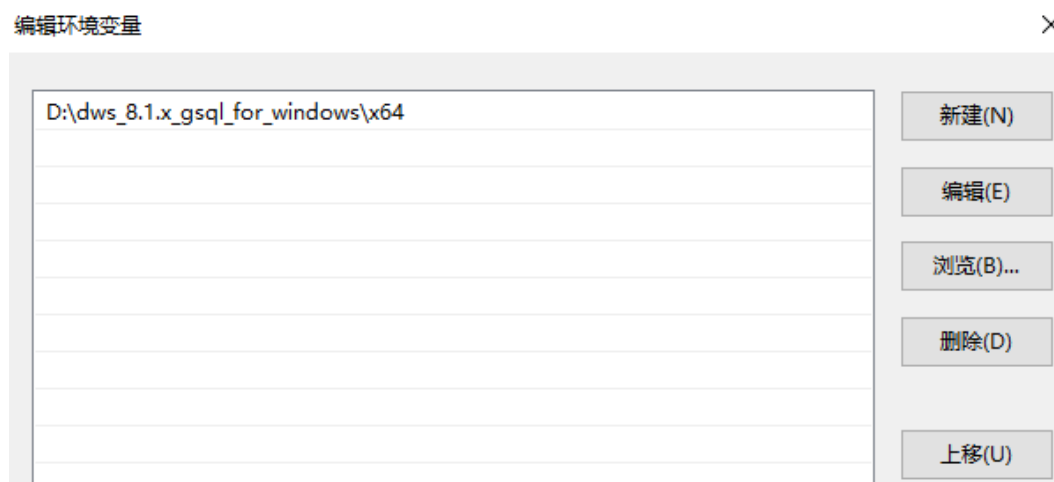 编辑环境变量
D:\dws_8.1.x_gsql_for_windows\x64
新建(N)
编辑(E)
浏览(B)...
删除(D)
上移(U)